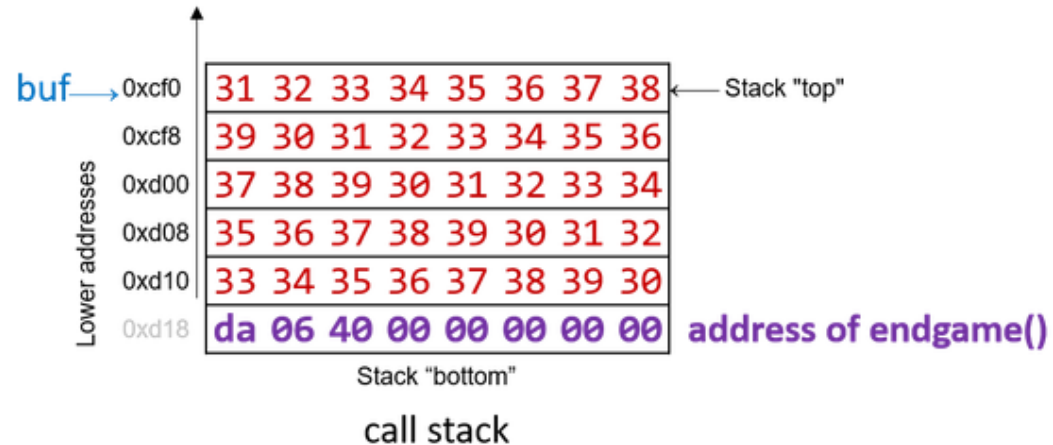 buf 0xcf0 31 32 33 34 35 36 37 38 Stack "top"
0xcf8 39 30 31 32 33 34 35 36
0xd00 37 38 39 30 31 32 33 34
0xd08 35 36 37 38 39 30 31 32
0xd10 33 34 35 36 37 38 39 30
0xd18 da 06 40 00 00 00 00 00 address of endgame()
Lower addresses
Stack “bottom”
call stack